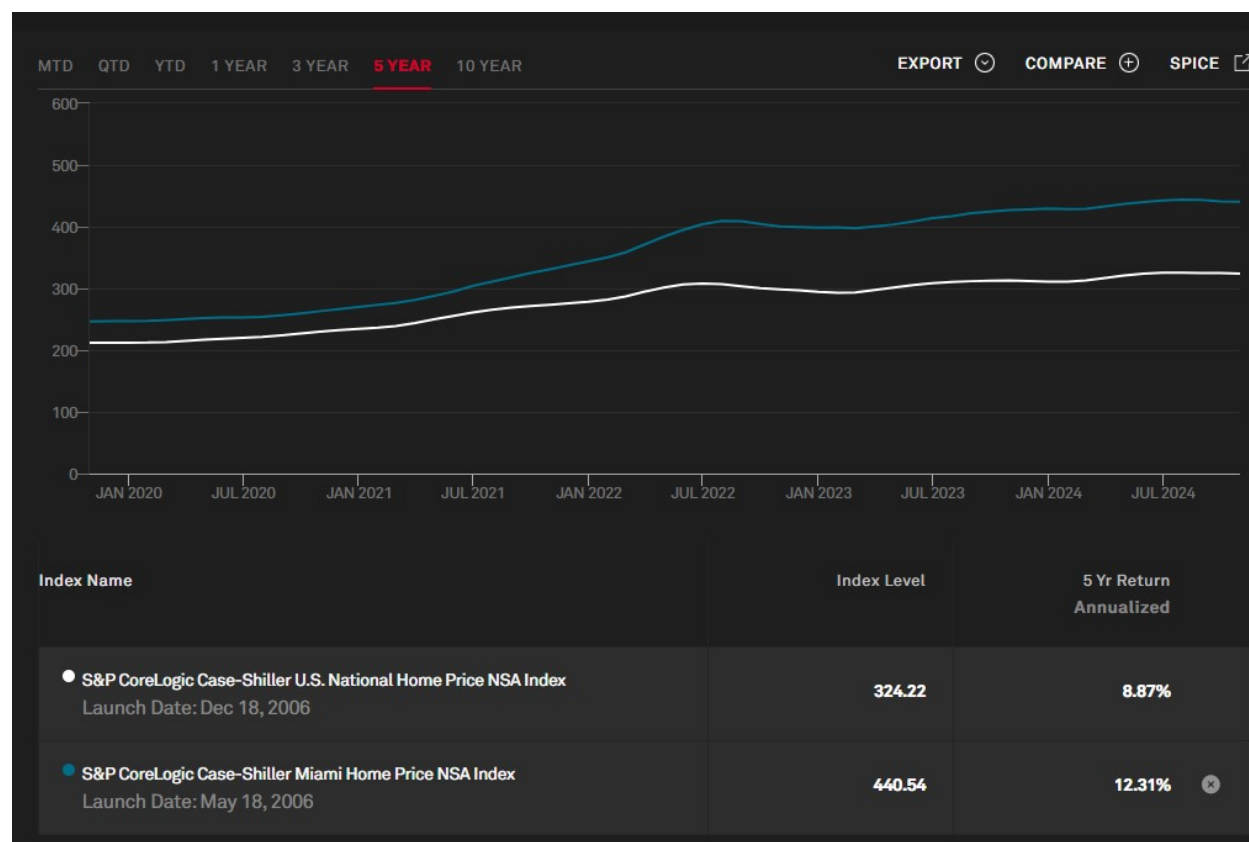 MTD QTD YTD 1 YEAR 3 YEAR 5 YEAR 10 YEAR EXPORT COMPARE SPICE
600
500
400
300
200
100
0
JAN 2020 JUL 2020 JAN 2021 JUL 2021 JAN 2022 JUL 2022 JAN 2023 JUL 2023 JAN 2024 JUL 2024
Index Name Index Level 5 Yr Return
Annualized
S&P CoreLogic Case-Shiller U.S. National Home Price NSA Index 324.22 8.87%
Launch Date: Dec 18, 2006
S&P CoreLogic Case-Shiller Miami Home Price NSA Index 440.54 12.31%
Launch Date: May 18, 2006